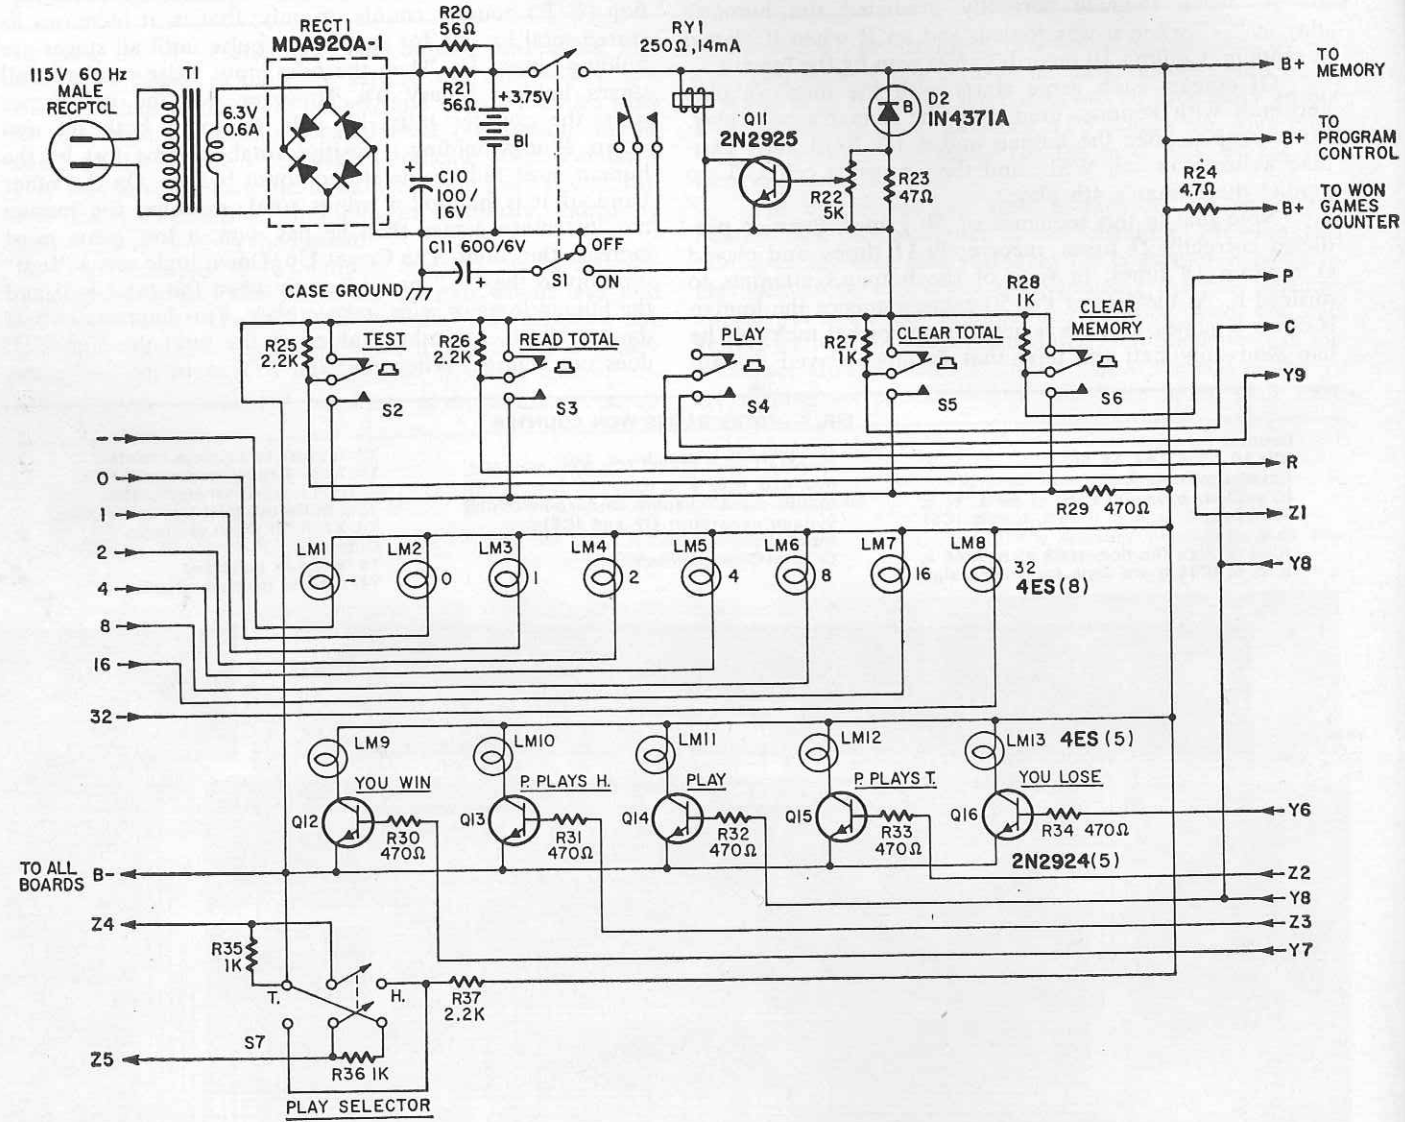 115V 60 Hz
MALE
RECPTCL
T1
6.3V
0.6A
RECT1
MDA920A-1
R20
56Ω
R21
56Ω
+3.75V
B1
C10
100/
16V
C11 600/6V
+
CASE GROUND
S1
OFF
ON
RY1
250Ω,14mA
Q11
2N2925
B
D2
1N4371A
R22
5K
R23
47Ω
R24
4.7Ω
B+ TO MEMORY
B+ TO PROGRAM CONTROL
B+ TO WON GAMES COUNTER
P
C
Y9
R
Z1
Y8
R25
2.2K
TEST
S2
R26
2.2K
READ TOTAL
S3
PLAY
S4
R27
1K
CLEAR TOTAL
S5
R28
1K
CLEAR
MEMORY
S6
R29 470Ω
-
0
1
2
4
8
16
32
LM1 -
LM2 0
LM3 1
LM4 2
LM5 4
LM6 8
LM7 16
LM8 32
4ES(8)
LM9
YOU WIN
LM10
P. PLAYS H.
LM11
PLAY
LM12
P. PLAYS T.
LM13 4ES(5)
YOU LOSE
Q12
R30
470Ω
Q13
R31
470Ω
Q14
R32
470Ω
Q15
R33
470Ω
Q16
R34 470Ω
2N2924(5)
Y6
Z2
Y8
Z3
Y7
TO ALL
BOARDS B-
Z4
R35
1K
T.
H.
R37
2.2K
S7
Z5
R36 1K
PLAY SELECTOR